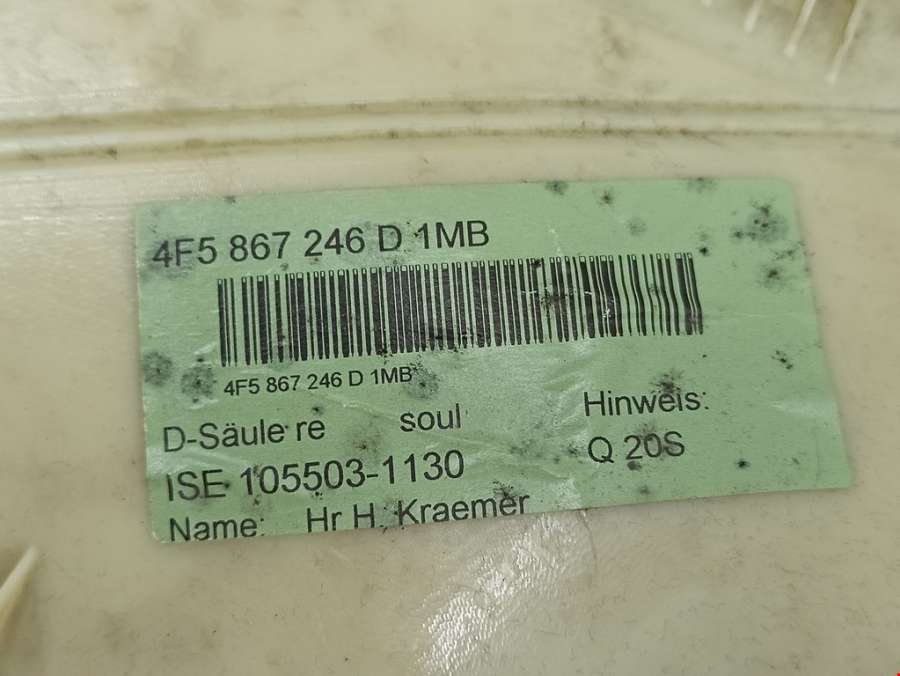 4F5 867 246 D 1MB
4F5 867 246 D 1MB
D-Säule re soul
Hinweis:
ISE 105503-1130
Q 20S
Name: Hr H. Kraemer